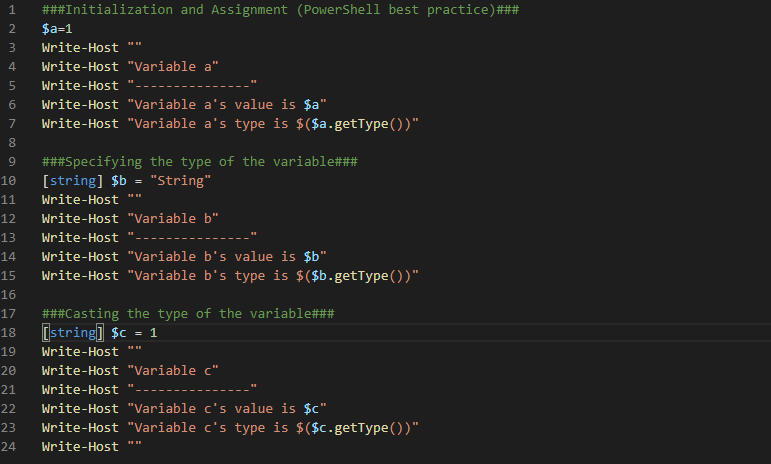 1 ###Initialization and Assignment (PowerShell best practice)###
2 $a=1
3 Write-Host ""
4 Write-Host "Variable a"
5 Write-Host "---------------"
6 Write-Host "Variable a's value is $a"
7 Write-Host "Variable a's type is $($a.getType())"
8
9 ###Specifying the type of the variable###
10 [string] $b = "String"
11 Write-Host ""
12 Write-Host "Variable b"
13 Write-Host "---------------"
14 Write-Host "Variable b's value is $b"
15 Write-Host "Variable b's type is $($b.getType())"
16
17 ###Casting the type of the variable###
18 [string] $c = 1
19 Write-Host ""
20 Write-Host "Variable c"
21 Write-Host "---------------"
22 Write-Host "Variable c's value is $c"
23 Write-Host "Variable c's type is $($c.getType())"
24 Write-Host ""